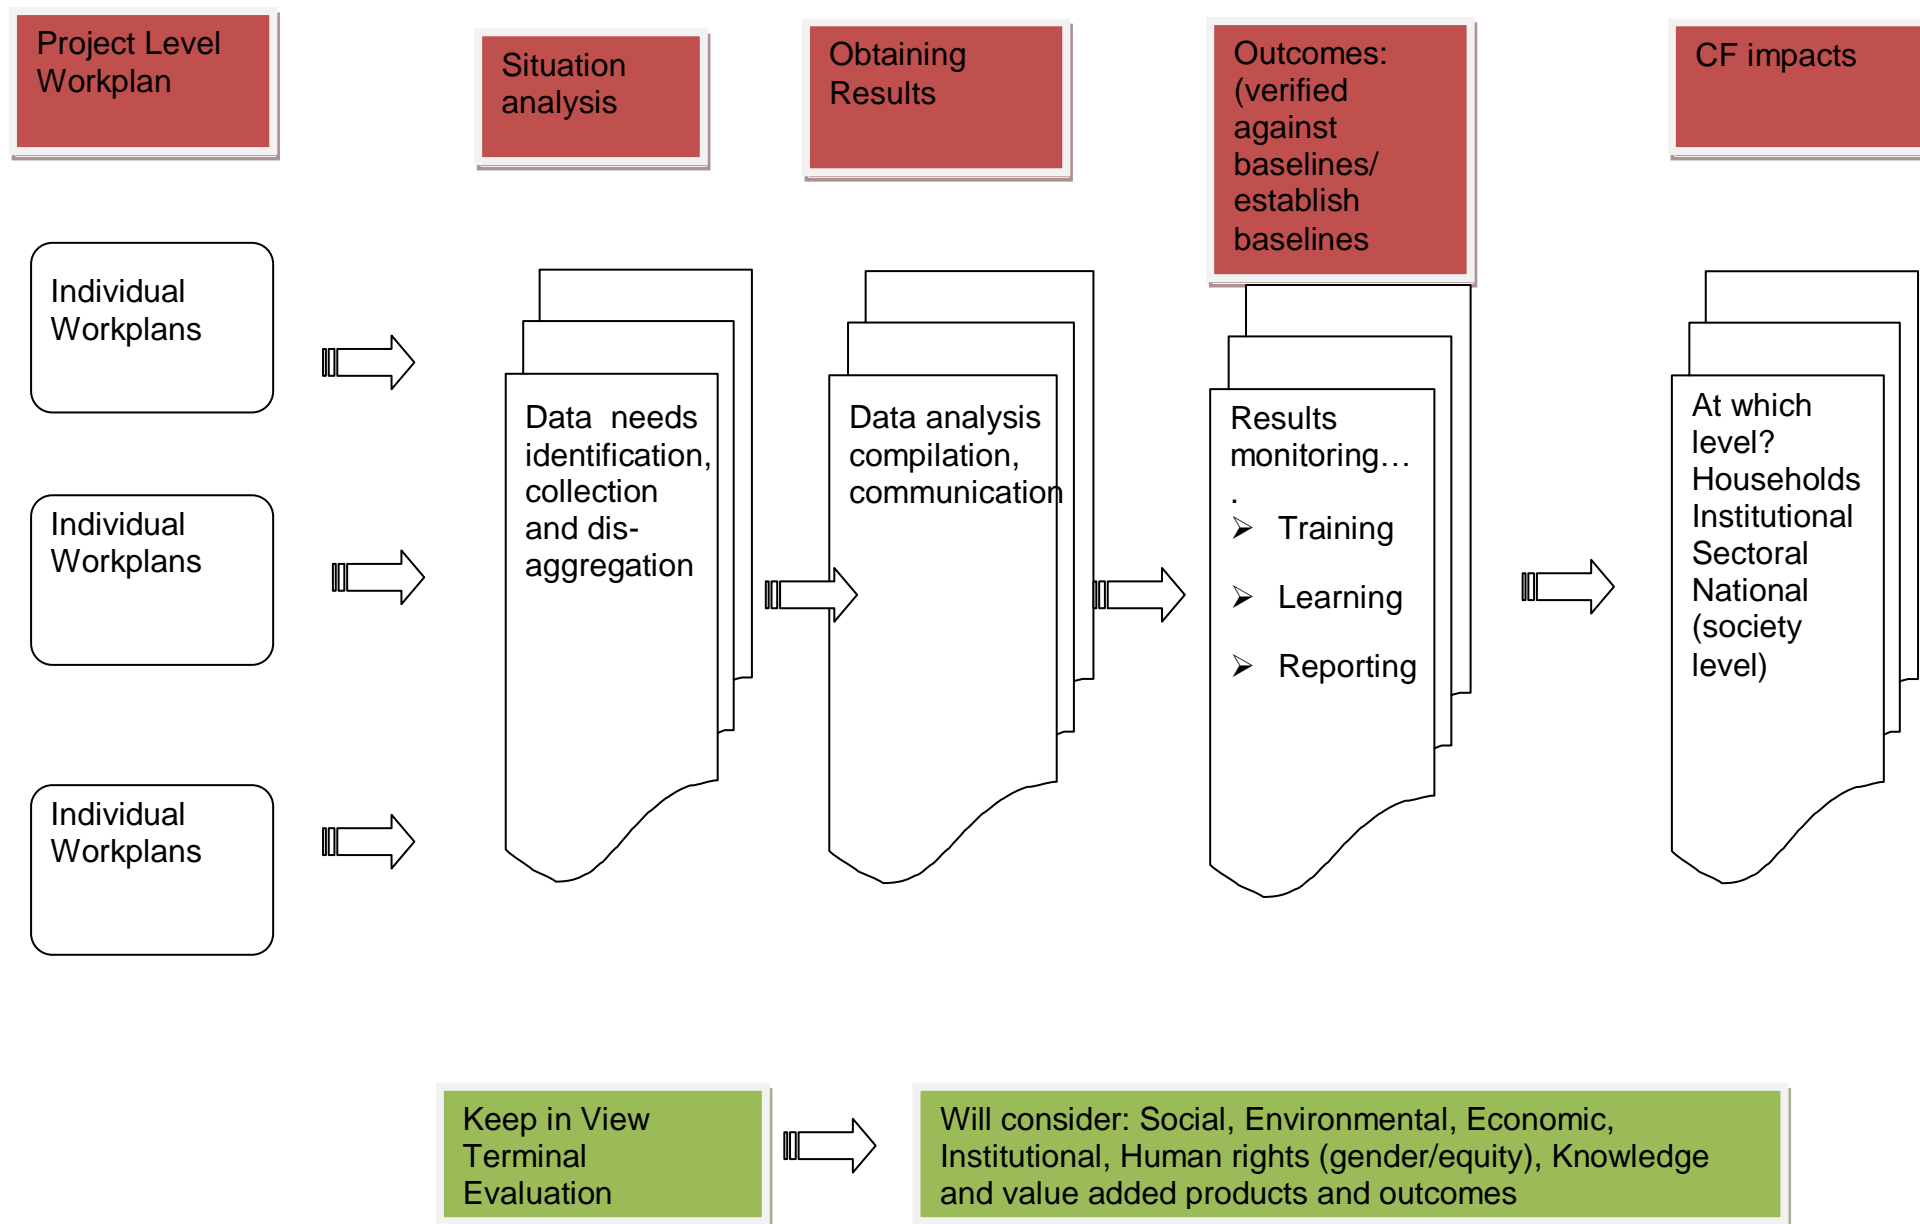 Project Level
Workplan
Situation
analysis
Obtaining
Results
Outcomes:
(verified
against
baselines/
establish
baselines
CF impacts
Individual
Workplans
Individual
Workplans
Individual
Workplans
Data needs
identification,
collection
and dis-
aggregation
Data analysis
compilation,
communication
Results
monitoring…
.
➢ Training
➢ Learning
➢ Reporting
At which
level?
Households
Institutional
Sectoral
National
(society
level)
Keep in View
Terminal
Evaluation
Will consider: Social, Environmental, Economic,
Institutional, Human rights (gender/equity), Knowledge
and value added products and outcomes